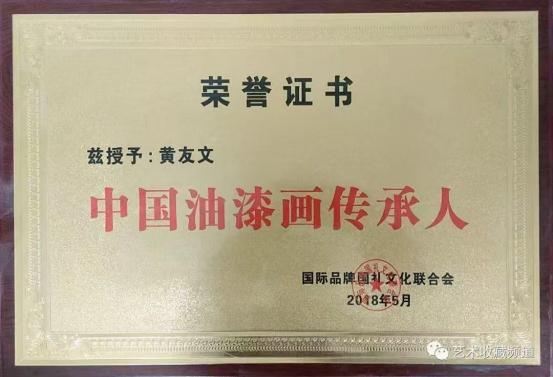 荣誉证书
兹授予：黄友文
中国油漆画传承人
国际品牌国礼文化联合会
2018年5月
艺术收藏频道